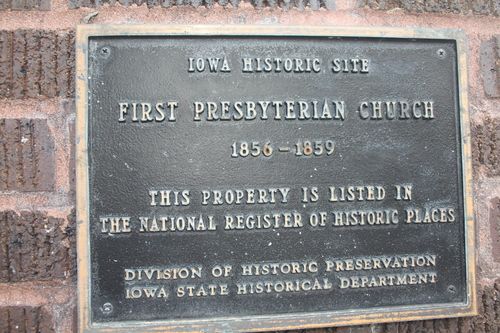 IOWA HISTORIC SITE
FIRST PRESBYTERIAN CHURCH
1856-1859
THIS PROPERTY IS LISTED IN
THE NATIONAL REGISTER OF HISTORIC PLACES
DIVISION OF HISTORIC PRESERVATION
IOWA STATE HISTORICAL DEPARTMENT